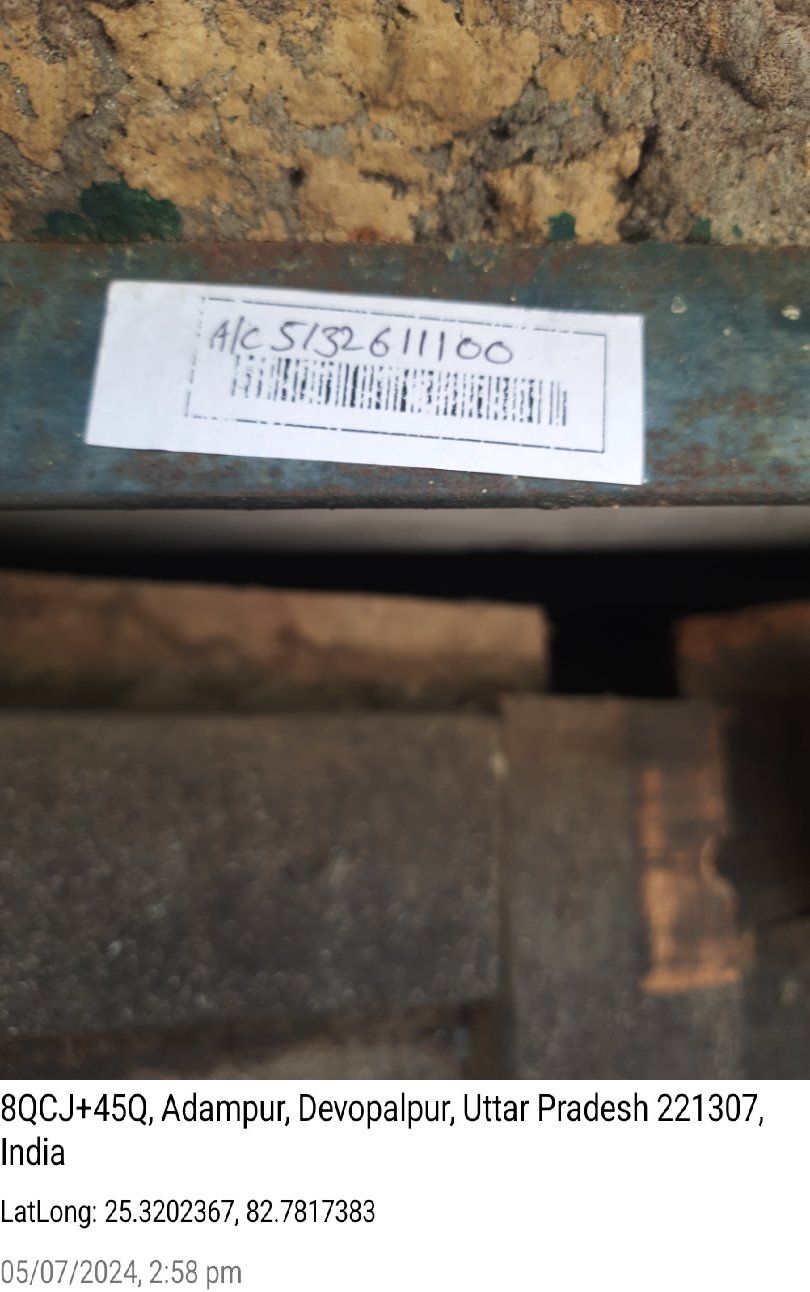 A/C 5132611100
8QCJ+45Q, Adampur, Devopalpur, Uttar Pradesh 221307,
India
LatLong: 25.3202367, 82.7817383
05/07/2024, 2:58 pm